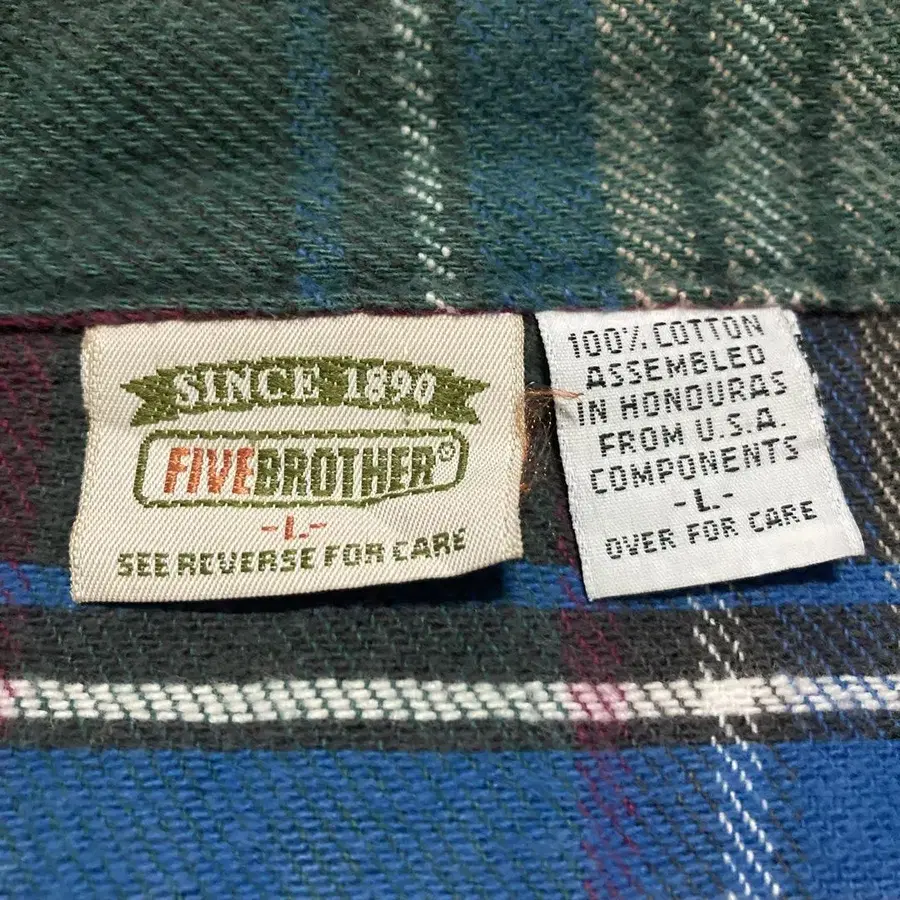 SINCE 1890
FIVEBROTHER®
-L-
SEE REVERSE FOR CARE
100% COTTON
ASSEMBLED
IN HONDURAS
FROM U.S.A.
COMPONENTS
-L-
OVER FOR CARE